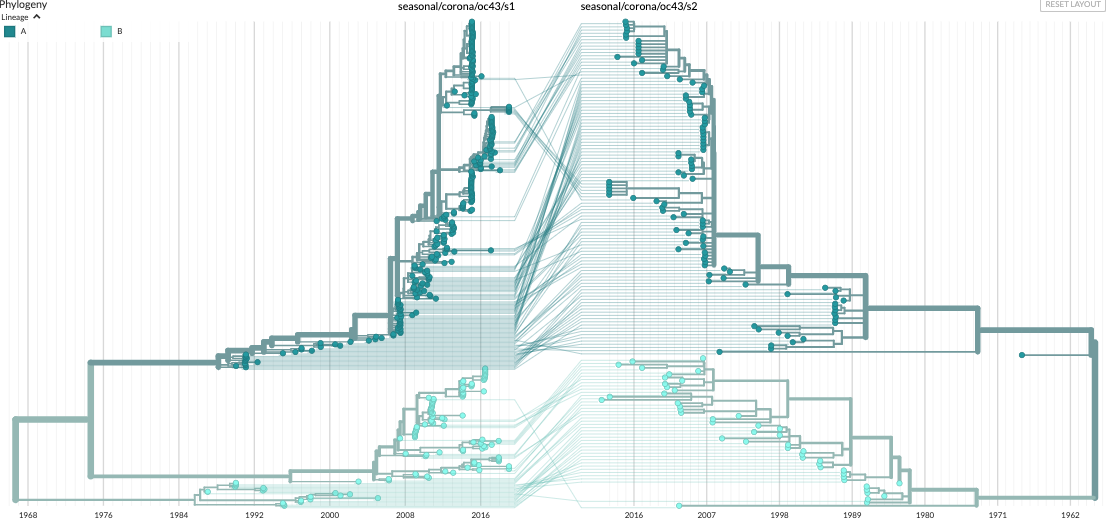 Phylogeny
seasonal/corona/oc43/s1
seasonal/corona/oc43/s2
RESET LAYOUT
Lineage
A
B
1968 1976 1984 1992 2000 2008 2016
2016 2007 1998 1989 1980 1971 1962